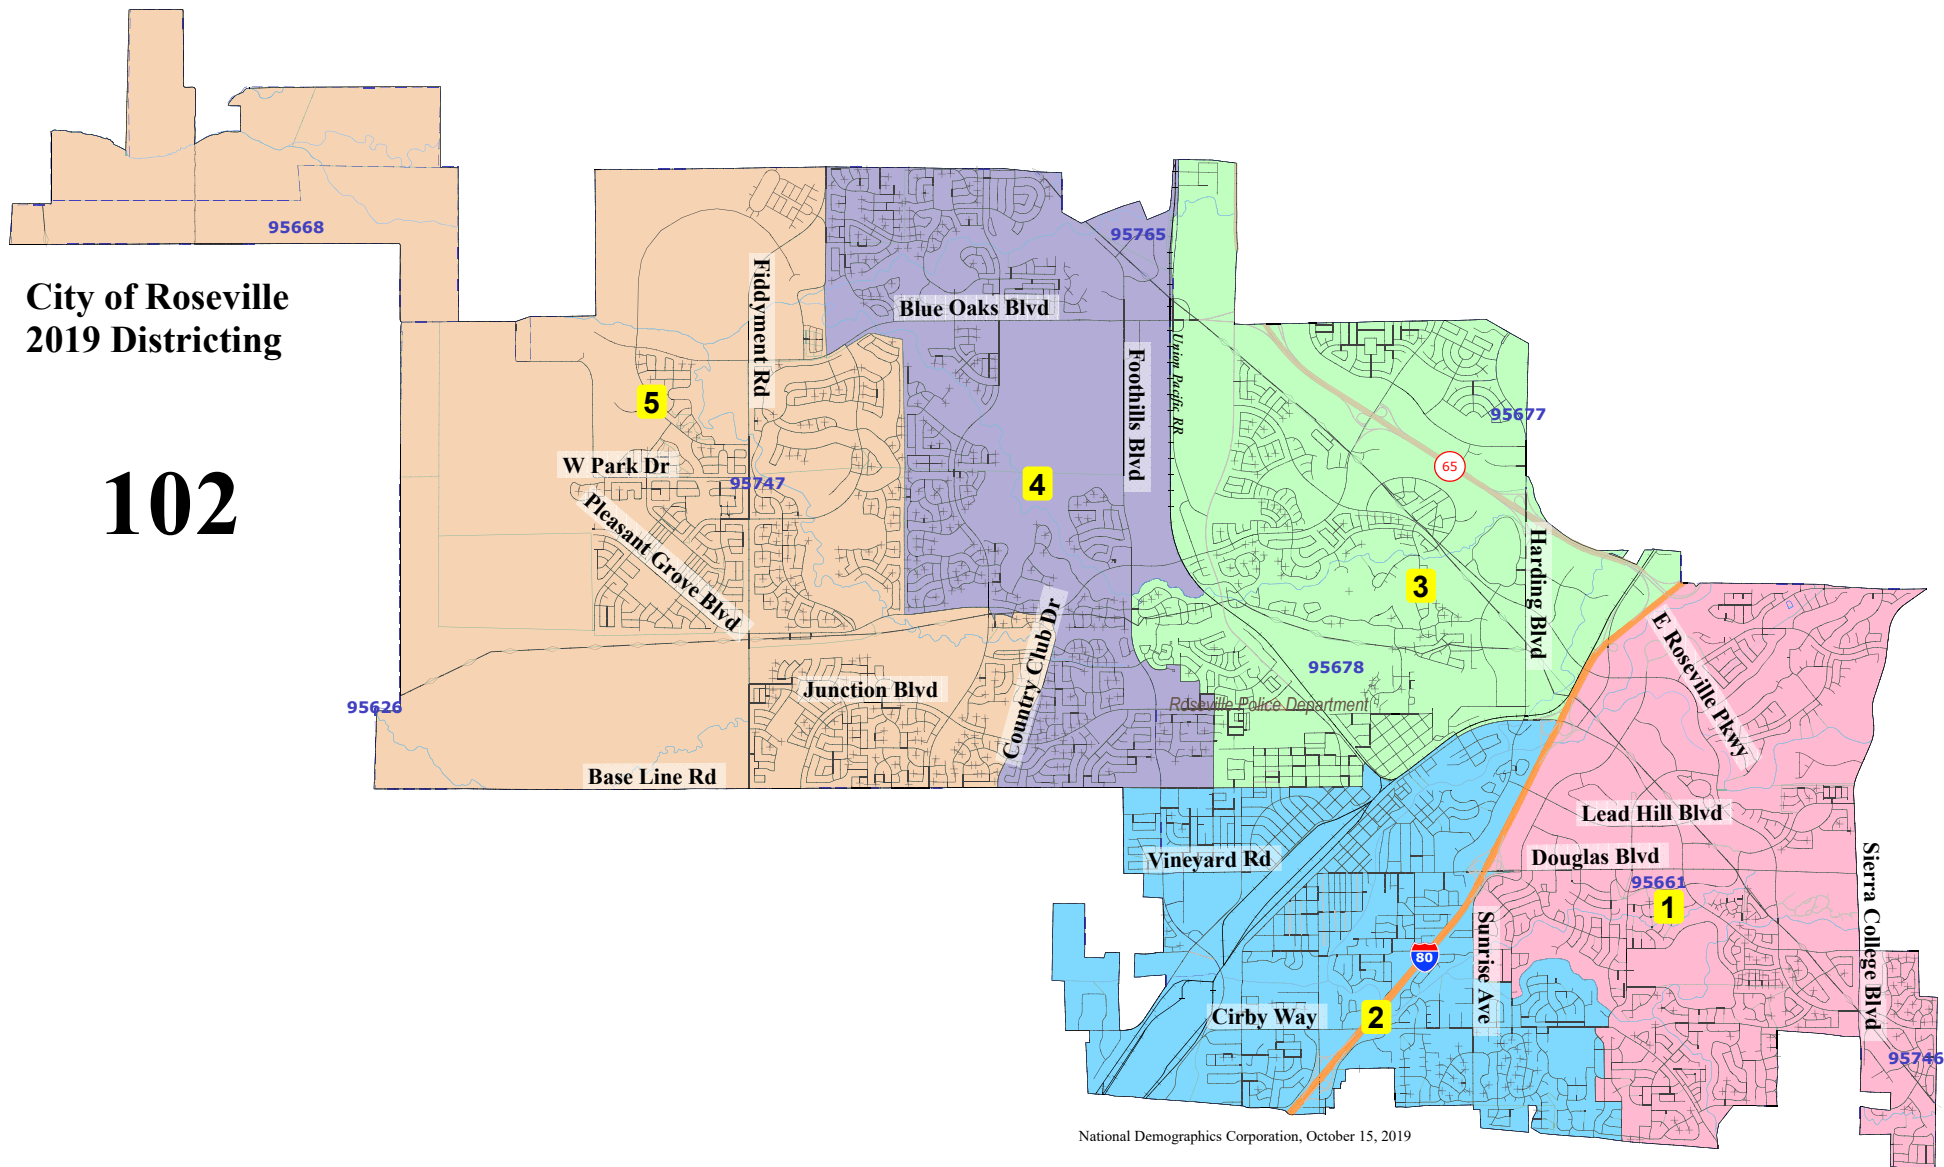 95668
95765
City of Roseville
2019 Districting
Fiddyment Rd
Blue Oaks Blvd
Foothills Blvd
Union Pacific RR
5
95677
W Park Dr
65
102
95747
4
Pleasant Grove Blvd
3
Harding Blvd
E Roseville Pkwy
Country Club Dr
95678
Junction Blvd
95626
Roseville Police Department
Base Line Rd
Lead Hill Blvd
Vineyard Rd
Douglas Blvd
95661
1
Sierra College Blvd
Sunrise Ave
80
Cirby Way
2
95746
National Demographics Corporation, October 15, 2019